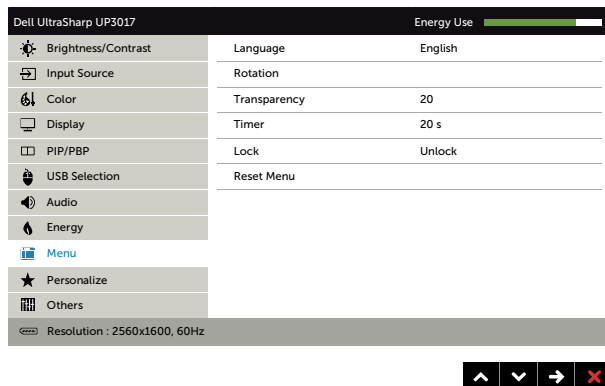 Dell UltraSharp UP3017 Energy Use
Brightness/Contrast Language English
Input Source Rotation
Color Transparency 20
Display Timer 20 s
PIP/PBP Lock Unlock
USB Selection Reset Menu
Audio
Energy
Menu
Personalize
Others
Resolution : 2560x1600, 60Hz